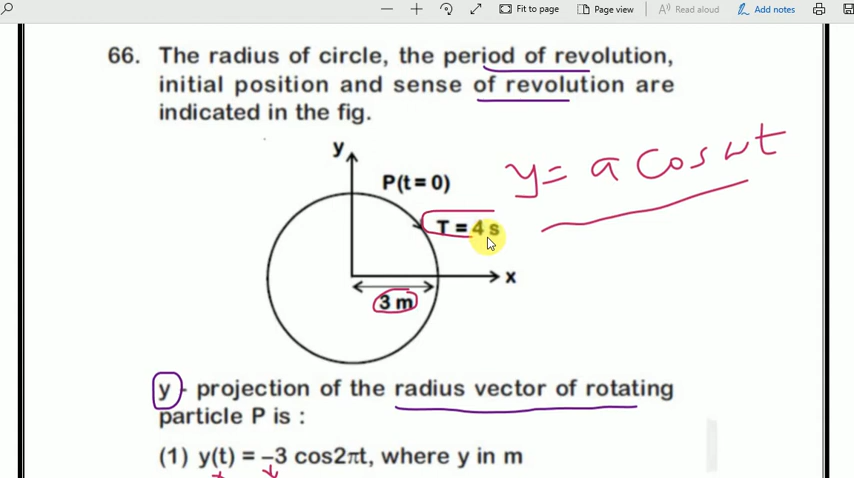 Fit to page
Page view
Read aloud
Add notes
66. The radius of circle, the period of revolution,
initial position and sense of revolution are
indicated in the fig.
y
P(t = 0)
y = a cos ωt
T = 4 s
x
3 m
y - projection of the radius vector of rotating
particle P is :
(1) y(t) = –3 cos2πt, where y in m